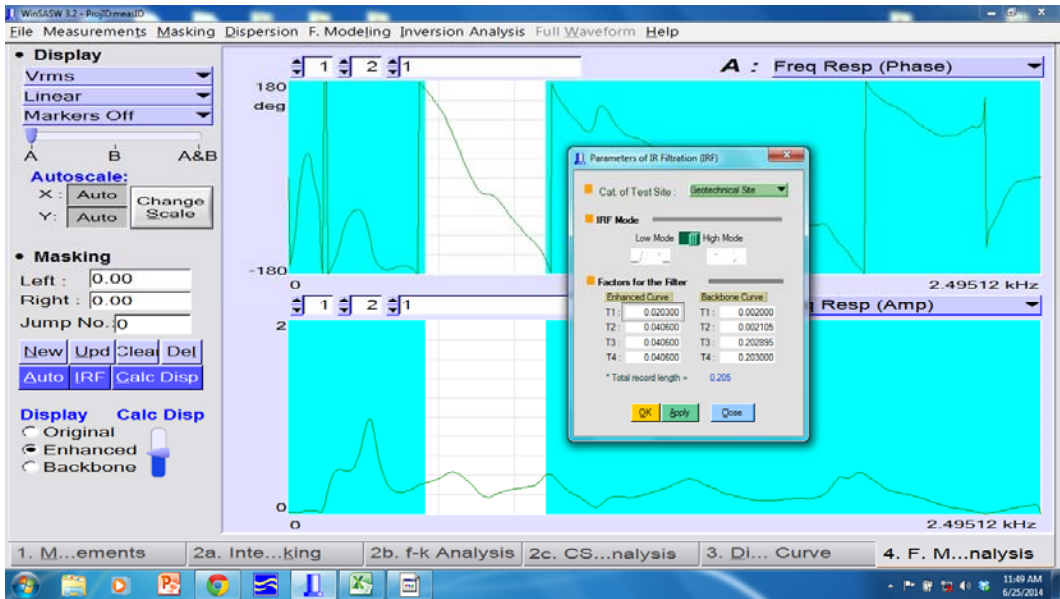 WinSASW 3.2 - ProjID:measID
File Measurements Masking Dispersion F. Modeling Inversion Analysis Full Waveform Help
• Display
Vrms
Linear
Markers Off
A B A&B
Autoscale:
X : Auto
Y: Auto
Change Scale
• Masking
Left : 0.00
Right : 0.00
Jump No.:0
New Upd Clear Del
Auto IRF Calc Disp
Display Calc Disp
Original
Enhanced
Backbone
1 2 1
A : Freq Resp (Phase)
180
deg
-180
0 2.49512 kHz
1 2 1
q Resp (Amp)
2
0
0 2.49512 kHz
Parameters of IR Filtration (IRF)
Cat. of Test Site : Geotechnical Site
IRF Mode
Low Mode High Mode
Factors for the Filter
Enhanced Curve Backbone Curve
T1 : 0.020300 T1 : 0.002000
T2 : 0.040600 T2 : 0.002105
T3 : 0.040600 T3 : 0.202895
T4 : 0.040600 T4 : 0.203000
* Total record length = 0.205
OK Apply Close
1. M...ements 2a. Inte...king 2b. f-k Analysis 2c. CS...nalysis 3. Di... Curve 4. F. M...nalysis
11:49 AM
6/25/2014